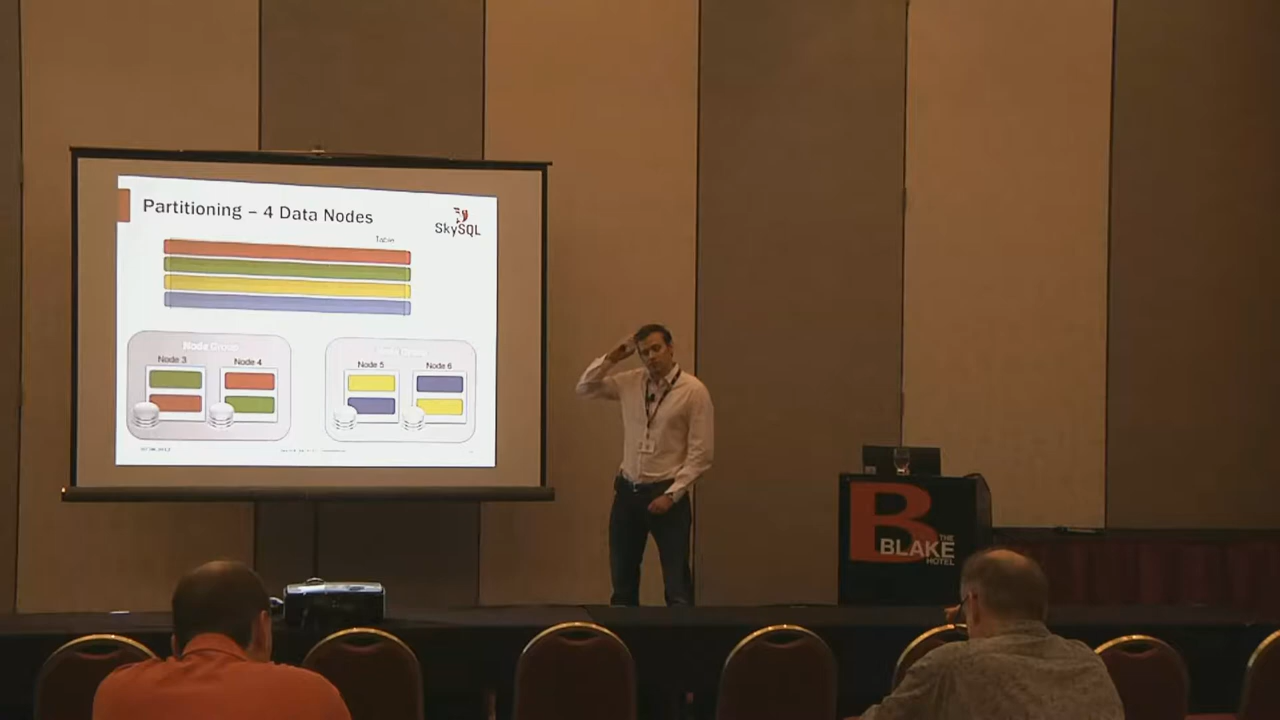 Partitioning – 4 Data Nodes
SkySQL
Table
Node Group
Node 3
Node 4
Node 5
Node 6
B
THE
BLAKE
HOTEL